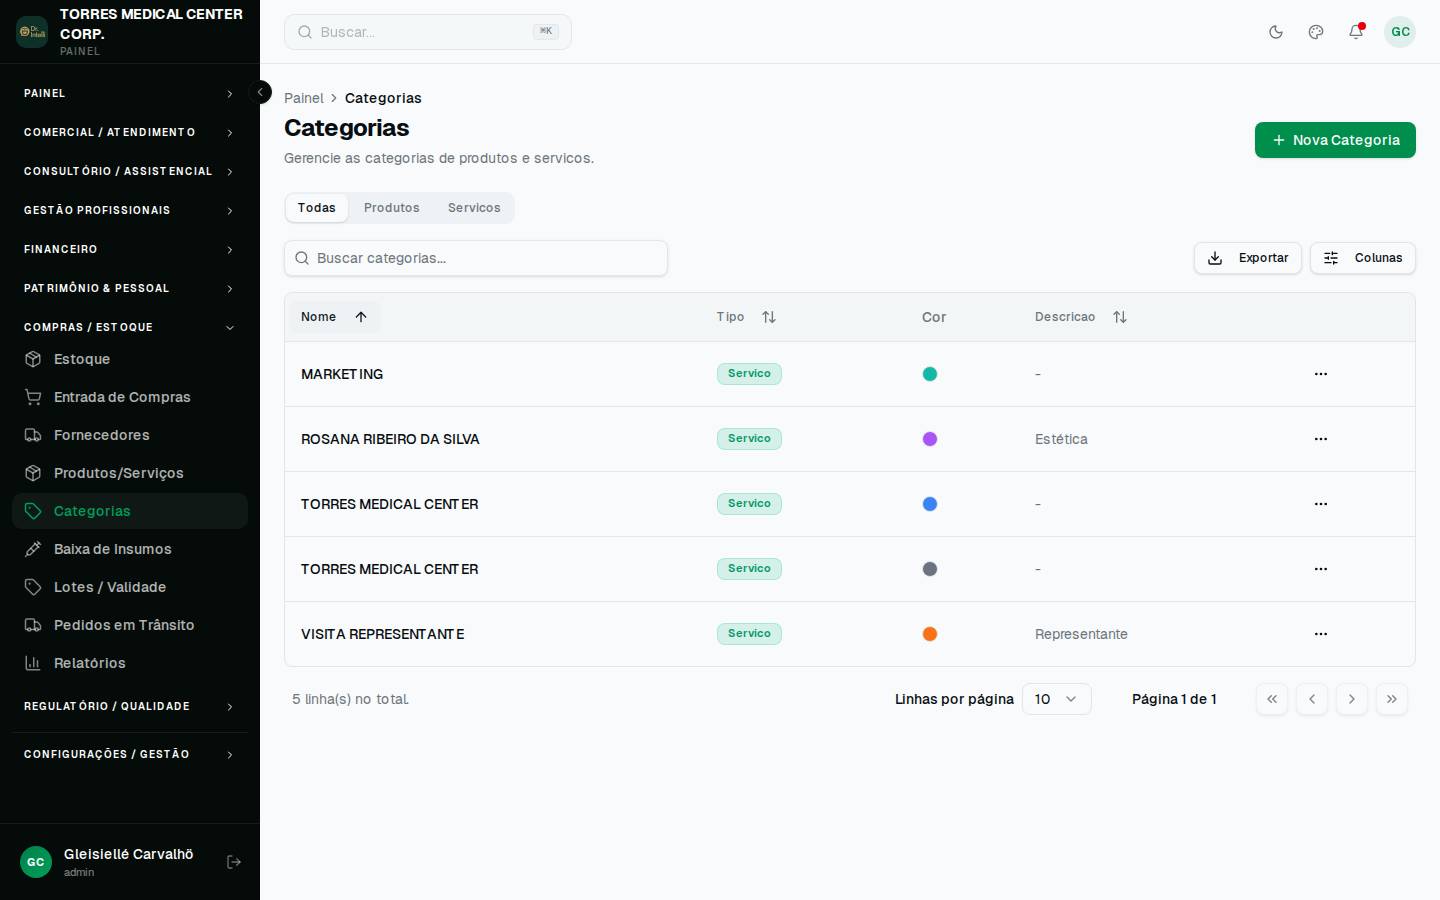 TORRES MEDICAL CENTER
CORP.
PAINEL
PAINEL
COMERCIAL / ATENDIMENTO
CONSULTÓRIO / ASSISTENCIAL
GESTÃO PROFISSIONAIS
FINANCEIRO
PATRIMÔNIO & PESSOAL
COMPRAS / ESTOQUE
Estoque
Entrada de Compras
Fornecedores
Produtos/Serviços
Categorias
Baixa de Insumos
Lotes / Validade
Pedidos em Trânsito
Relatórios
REGULATÓRIO / QUALIDADE
CONFIGURAÇÕES / GESTÃO
GC
Gleisiellé Carvalhö
admin
Buscar...
⌘K
GC
Painel > Categorias
Categorias
Gerencie as categorias de produtos e servicos.
Nova Categoria
Todas Produtos Servicos
Buscar categorias...
Exportar Colunas
Nome Tipo Cor Descricao
MARKETING Servico -
ROSANA RIBEIRO DA SILVA Servico Estética
TORRES MEDICAL CENTER Servico -
TORRES MEDICAL CENTER Servico -
VISITA REPRESENTANTE Servico Representante
5 linha(s) no total.
Linhas por página 10
Página 1 de 1